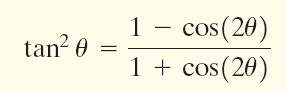 tan² θ = (1 − cos(2θ)) / (1 + cos(2θ))